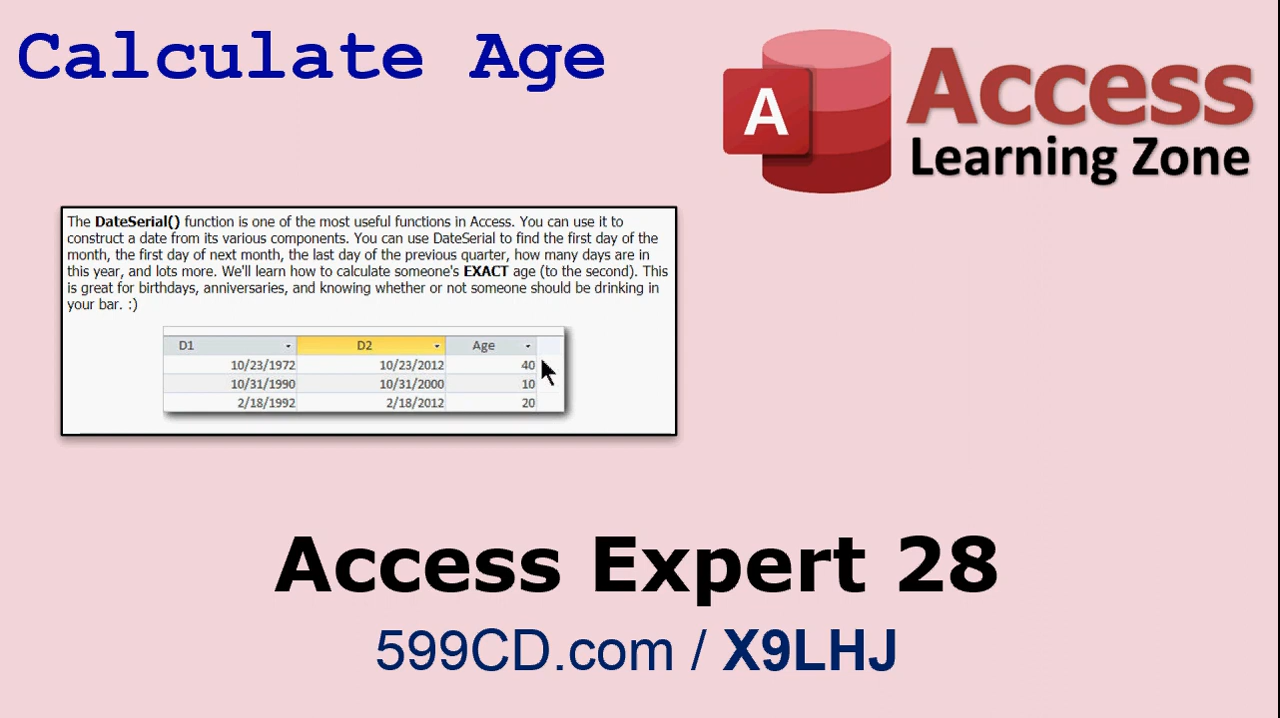 Calculate Age
A
Access
Learning Zone
The DateSerial() function is one of the most useful functions in Access. You can use it to
construct a date from its various components. You can use DateSerial to find the first day of the
month, the first day of next month, the last day of the previous quarter, how many days are in
this year, and lots more. We'll learn how to calculate someone's EXACT age (to the second). This
is great for birthdays, anniversaries, and knowing whether or not someone should be drinking in
your bar. :)
D1 D2 Age
10/23/1972 10/23/2012 40
10/31/1990 10/31/2000 10
2/18/1992 2/18/2012 20
Access Expert 28
599CD.com / X9LHJ